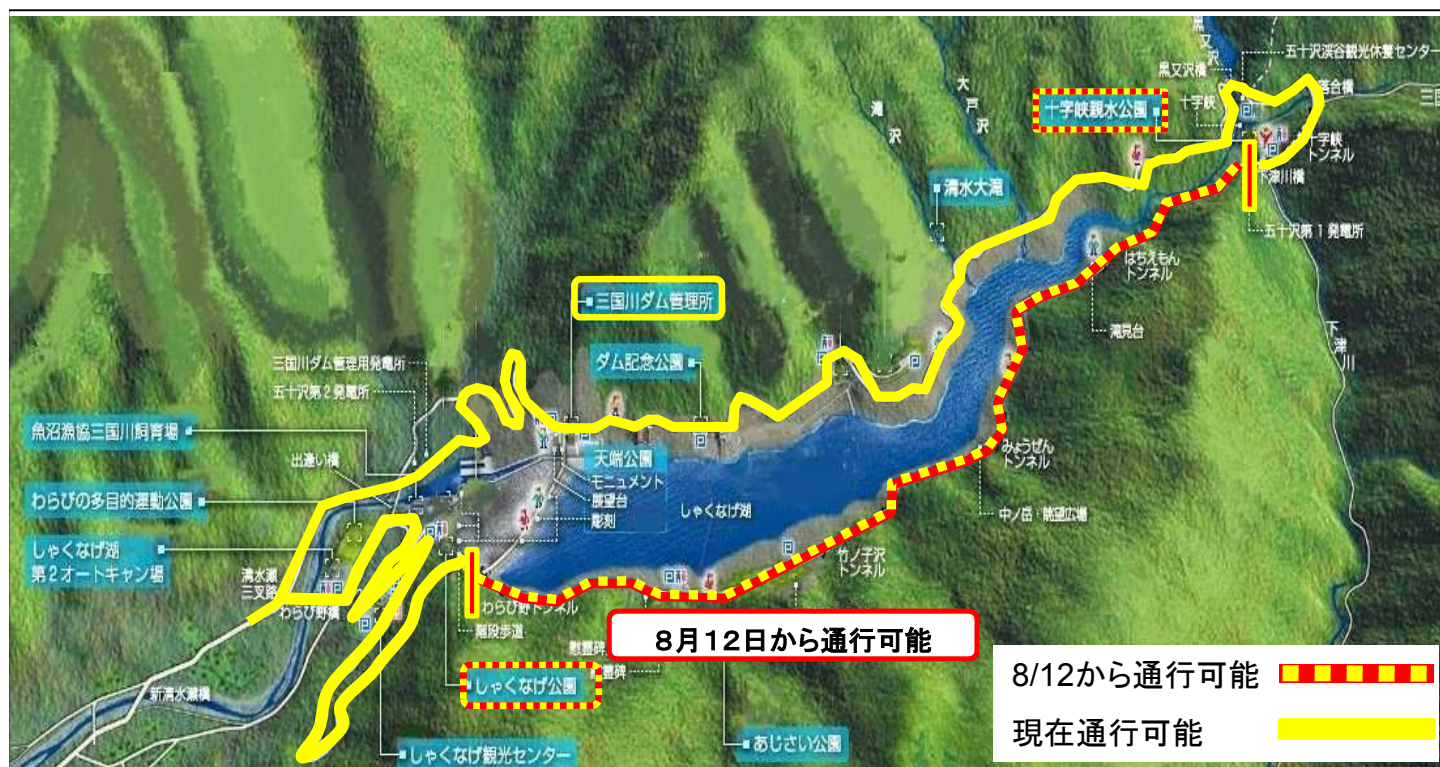 黒又沢
五十沢渓谷観光休養センター
黒又沢橋
落合橋
三国
十字峡
十字峡親水公園
大戸沢
滝沢
十字峡
トンネル
下津川橋
清水大滝
五十沢第1発電所
はちえもん
トンネル
三国川ダム管理所
滝見台
下津川
三国川ダム管理用発電所
ダム記念公園
五十沢第2発電所
魚沼漁協三国川飼育場
出逢い橋
天端公園
モニュメント
展望台
彫刻
みょうぜん
トンネル
わらびの多目的運動公園
しゃくなげ湖
中ノ岳・眺望広場
しゃくなげ湖
第2オートキャン場
竹ノ子沢
トンネル
清水瀬
三叉路
わらび野橋
わらび野トンネル
階段歩道
8月12日から通行可能
慰霊碑
霊碑
しゃくなげ公園
新清水瀬橋
あじさい公園
しゃくなげ観光センター
8/12から通行可能
現在通行可能